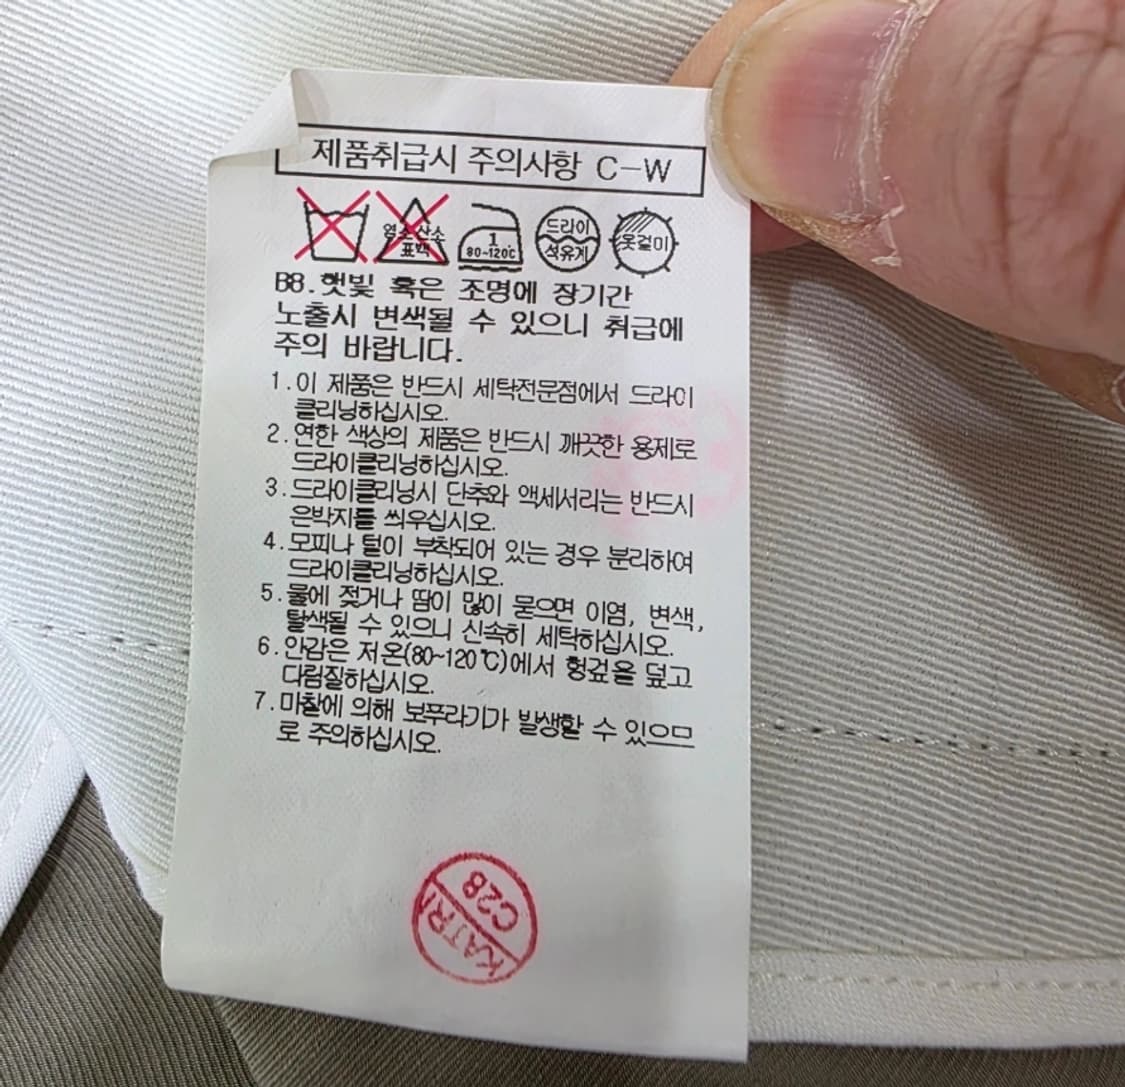 제품취급시 주의사항 C-W
염소 산소
표백
1
80~120℃
드라이
석유계
옷걸이
B8.햇빛 혹은 조명에 장기간
노출시 변색될 수 있으니 취급에
주의 바랍니다.
1.이 제품은 반드시 세탁전문점에서 드라이
클리닝하십시오.
2.연한 색상의 제품은 반드시 깨끗한 용제로
드라이클리닝하십시오.
3.드라이클리닝시 단추와 액세서리는 반드시
은박지를 씌우십시오.
4.모피나 털이 부착되어 있는 경우 분리하여
드라이클리닝하십시오.
5.물에 젖거나 땀이 많이 묻으면 이염, 변색,
탈색될 수 있으니 신속히 세탁하십시오.
6.안감은 저온(80~120℃)에서 헝겊을 덮고
다림질하십시오.
7.마찰에 의해 보푸라기가 발생할 수 있으므
로 주의하십시오.
KATRI
C28